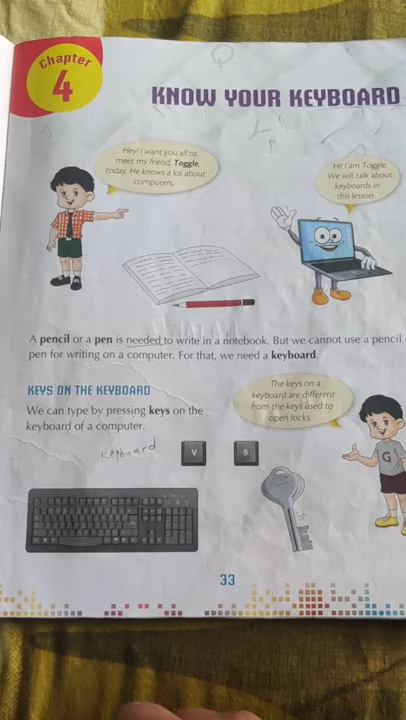 Chapter
4
KNOW YOUR KEYBOARD
Hey! I want you all to
meet my friend, Toggle,
today. He knows a lot about
computers.
Hi! I am Toggle.
We will talk about
keyboards in
this lesson.
A pencil or a pen is needed to write in a notebook. But we cannot use a pencil
pen for writing on a computer. For that, we need a keyboard.
KEYS ON THE KEYBOARD
We can type by pressing keys on the
keyboard of a computer.
The keys on a
keyboard are different
from the keys used to
open locks.
keyboard
V
5
G
33